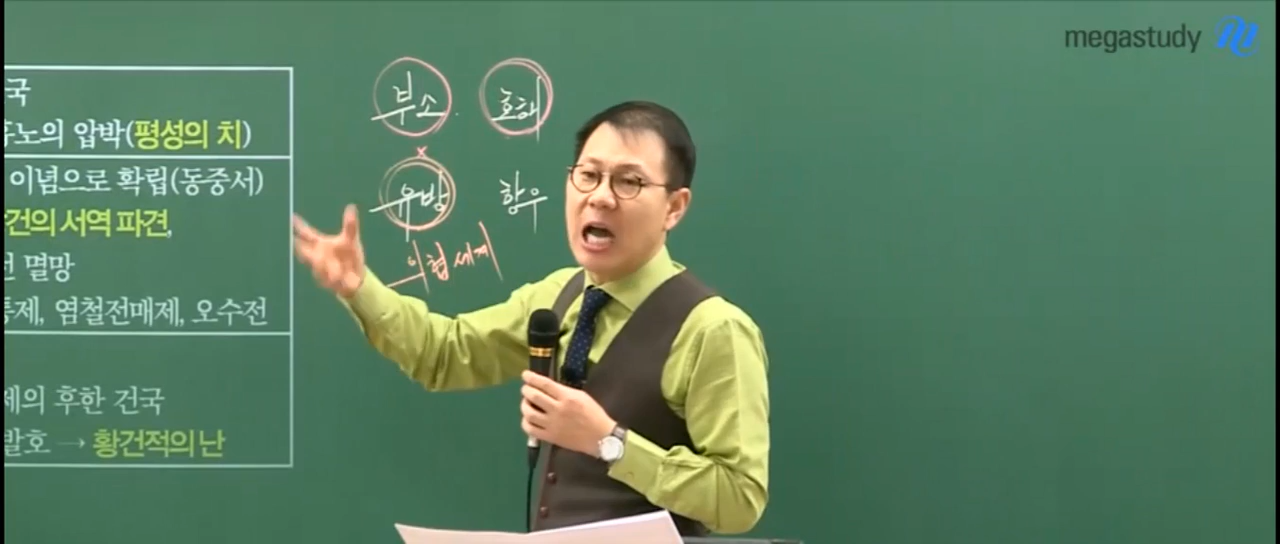 megastudy
국
노의 압박(평성의 치)
이념으로 확립(동중서)
건의 서역 파견,
멸망
제, 염철전매제, 오수전
제의 후한 건국
발호 → 황건적의 난
부소. 호해
유방 항우
의협세계